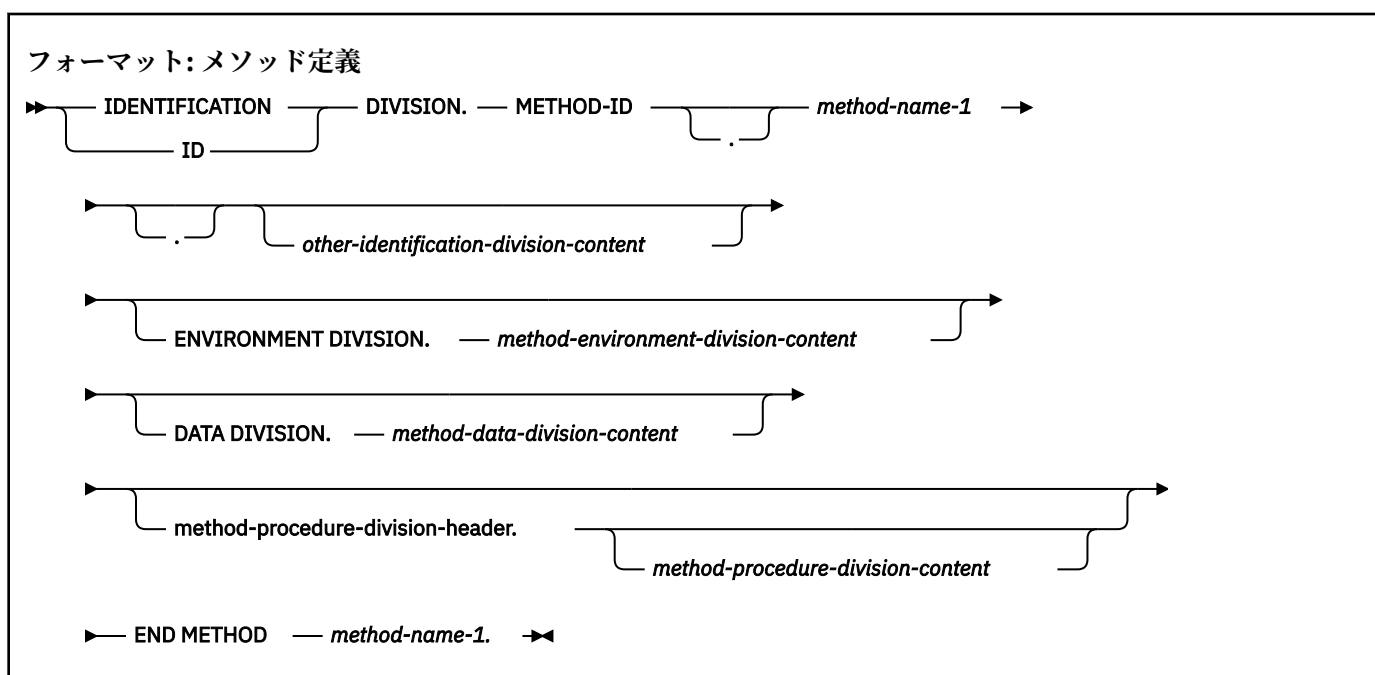 フォーマット: メソッド定義
IDENTIFICATION DIVISION. METHOD-ID method-name-1
ID .
.
other-identification-division-content
ENVIRONMENT DIVISION. method-environment-division-content
DATA DIVISION. method-data-division-content
method-procedure-division-header.
method-procedure-division-content
END METHOD method-name-1.